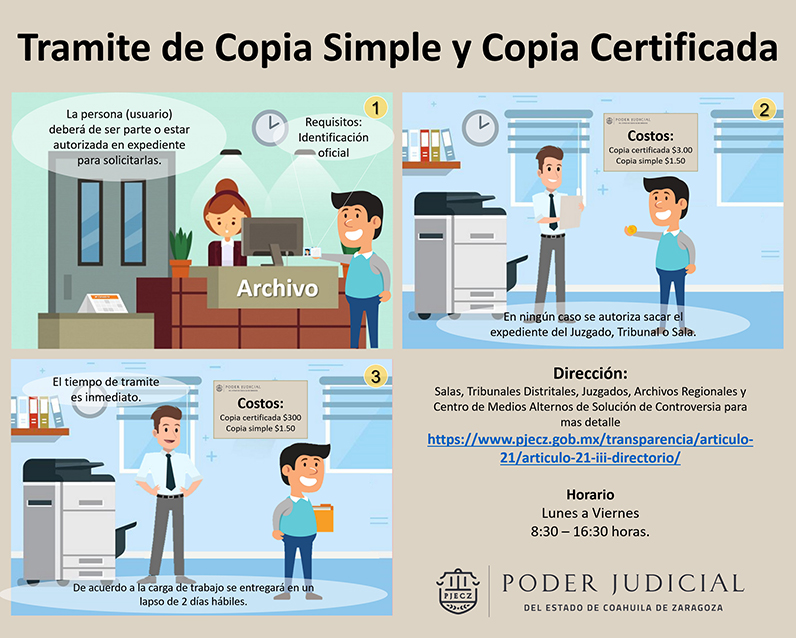 Tramite de Copia Simple y Copia Certificada
1
La persona (usuario)
deberá de ser parte o estar
autorizada en expediente
para solicitarlas.
Requisitos:
Identificación
oficial
Archivo
2
PODER JUDICIAL
Costos:
Copia certificada $3.00
Copia simple $1.50
En ningún caso se autoriza sacar el
expediente del Juzgado, Tribunal o Sala.
3
El tiempo de tramite
es inmediato.
PODER JUDICIAL
Costos:
Copia certificada $300
Copia simple $1.50
De acuerdo a la carga de trabajo se entregará en un
lapso de 2 días hábiles.
Dirección:
Salas, Tribunales Distritales, Juzgados, Archivos Regionales y
Centro de Medios Alternos de Solución de Controversia para
mas detalle
https://www.pjecz.gob.mx/transparencia/articulo-
21/articulo-21-iii-directorio/
Horario
Lunes a Viernes
8:30 – 16:30 horas.
PJECZ
PODER JUDICIAL
DEL ESTADO DE COAHUILA DE ZARAGOZA